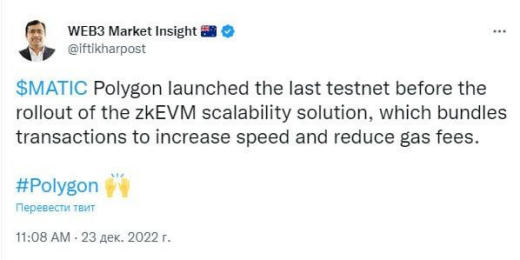 WEB3 Market Insight 🇦🇺
@iftikharpost
$MATIC Polygon launched the last testnet before the
rollout of the zkEVM scalability solution, which bundles
transactions to increase speed and reduce gas fees.
#Polygon 🙌
Перевести твит
11:08 AM · 23 дек. 2022 г.